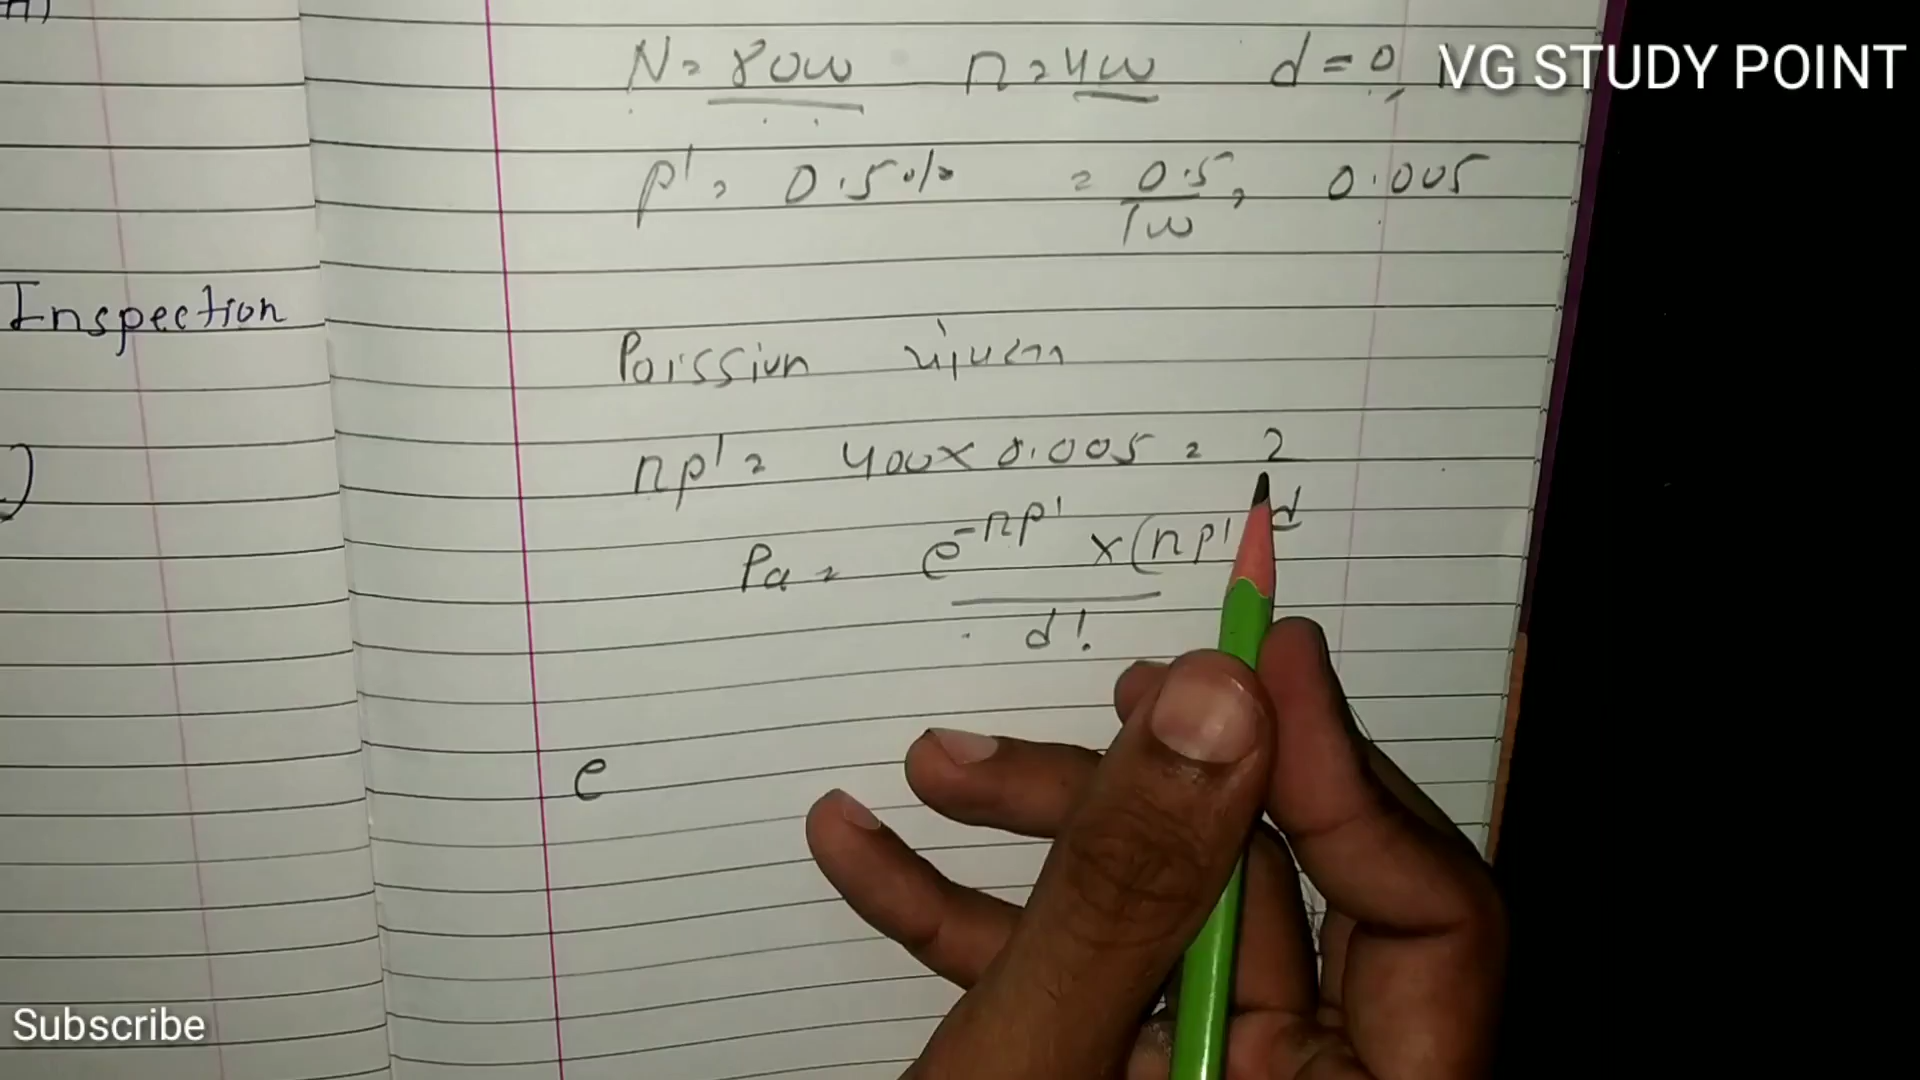 Inspection
N = 8000 n = 400 d = 0
VG STUDY POINT
p' = 0.5% = 0.5/100 = 0.005
Poission
np' = 400 x 0.005 = 2
Pa = e^-np' x (np' d
d!
e
Subscribe